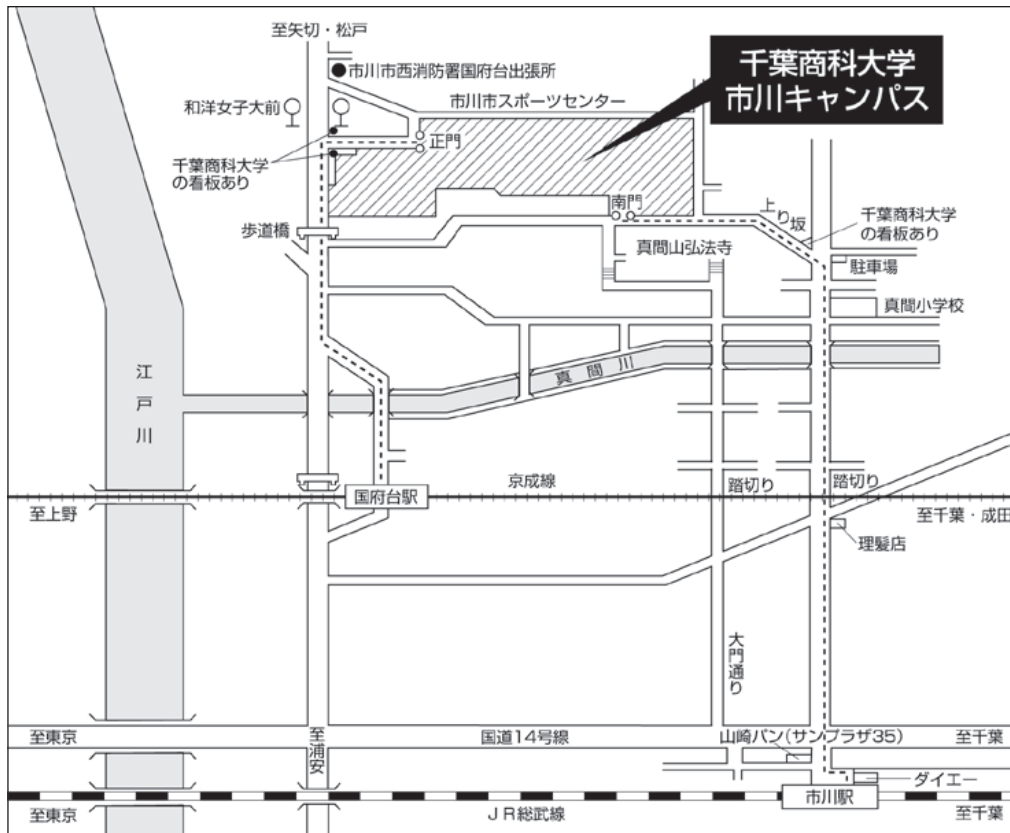 至矢切・松戸
市川市西消防署国府台出張所
千葉商科大学
市川キャンパス
和洋女子大前
市川市スポーツセンター
正門
千葉商科大学
の看板あり
南門
上り坂
千葉商科大学
の看板あり
歩道橋
真間山弘法寺
駐車場
真間小学校
江戸川
真間川
京成線
踏切り
踏切り
国府台駅
至上野
至千葉・成田
理髪店
大門通り
至東京
至浦安
国道14号線
山崎パン(サンプラザ35)
至千葉
ダイエー
市川駅
至東京
JR総武線
至千葉